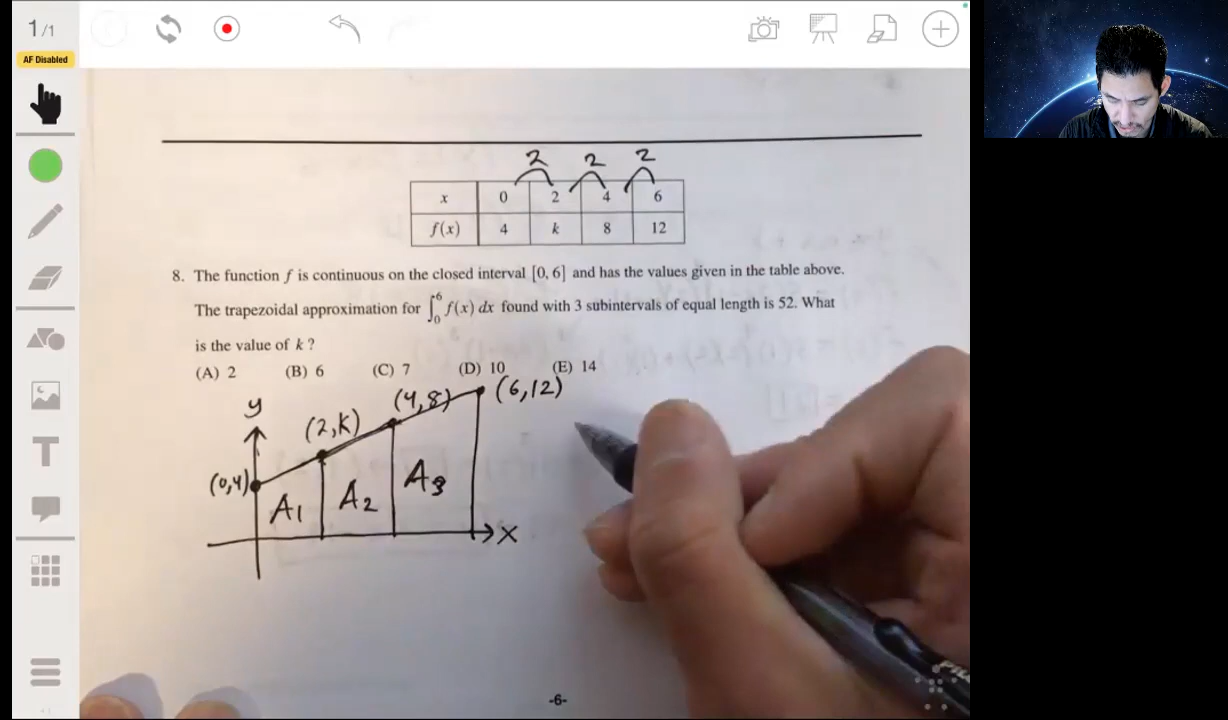 1/1
AF Disabled
2 2 2
x 0 2 4 6
f(x) 4 k 8 12
8. The function f is continuous on the closed interval [0, 6] and has the values given in the table above.
The trapezoidal approximation for ∫₀⁶ f(x) dx found with 3 subintervals of equal length is 52. What
is the value of k?
(A) 2 (B) 6 (C) 7 (D) 10 (E) 14
y
(0,4)
(2,K)
(4,8)
(6,12)
A1 A2 A3
x
T
-6-